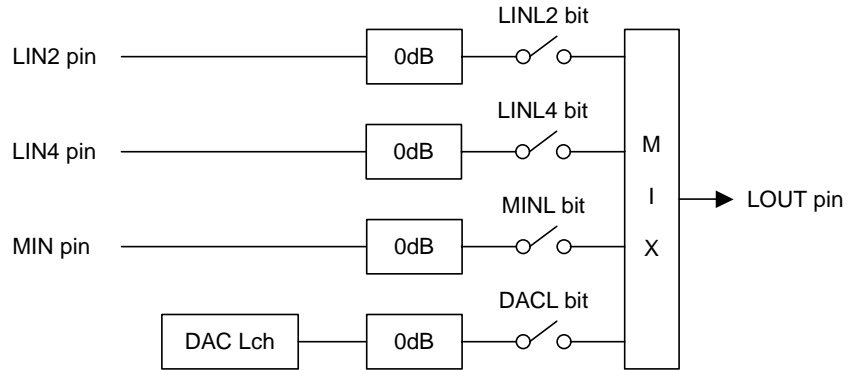 LINL2 bit
LIN2 pin
0dB
LINL4 bit
LIN4 pin
0dB
M
I
X
LOUT pin
MINL bit
MIN pin
0dB
DACL bit
DAC Lch
0dB